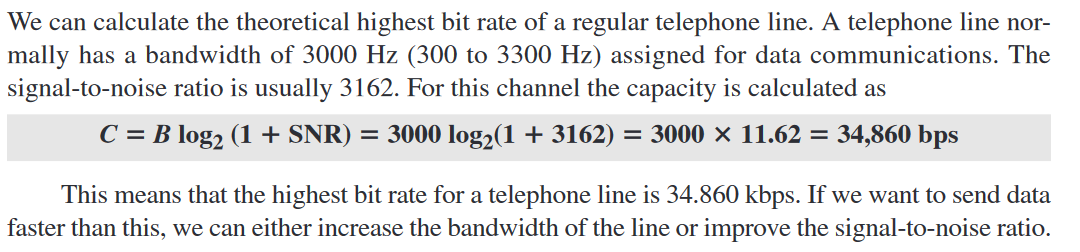 We can calculate the theoretical highest bit rate of a regular telephone line. A telephone line nor-
mally has a bandwidth of 3000 Hz (300 to 3300 Hz) assigned for data communications. The
signal-to-noise ratio is usually 3162. For this channel the capacity is calculated as
C = B log₂ (1 + SNR) = 3000 log₂(1 + 3162) = 3000 × 11.62 = 34,860 bps
This means that the highest bit rate for a telephone line is 34.860 kbps. If we want to send data
faster than this, we can either increase the bandwidth of the line or improve the signal-to-noise ratio.